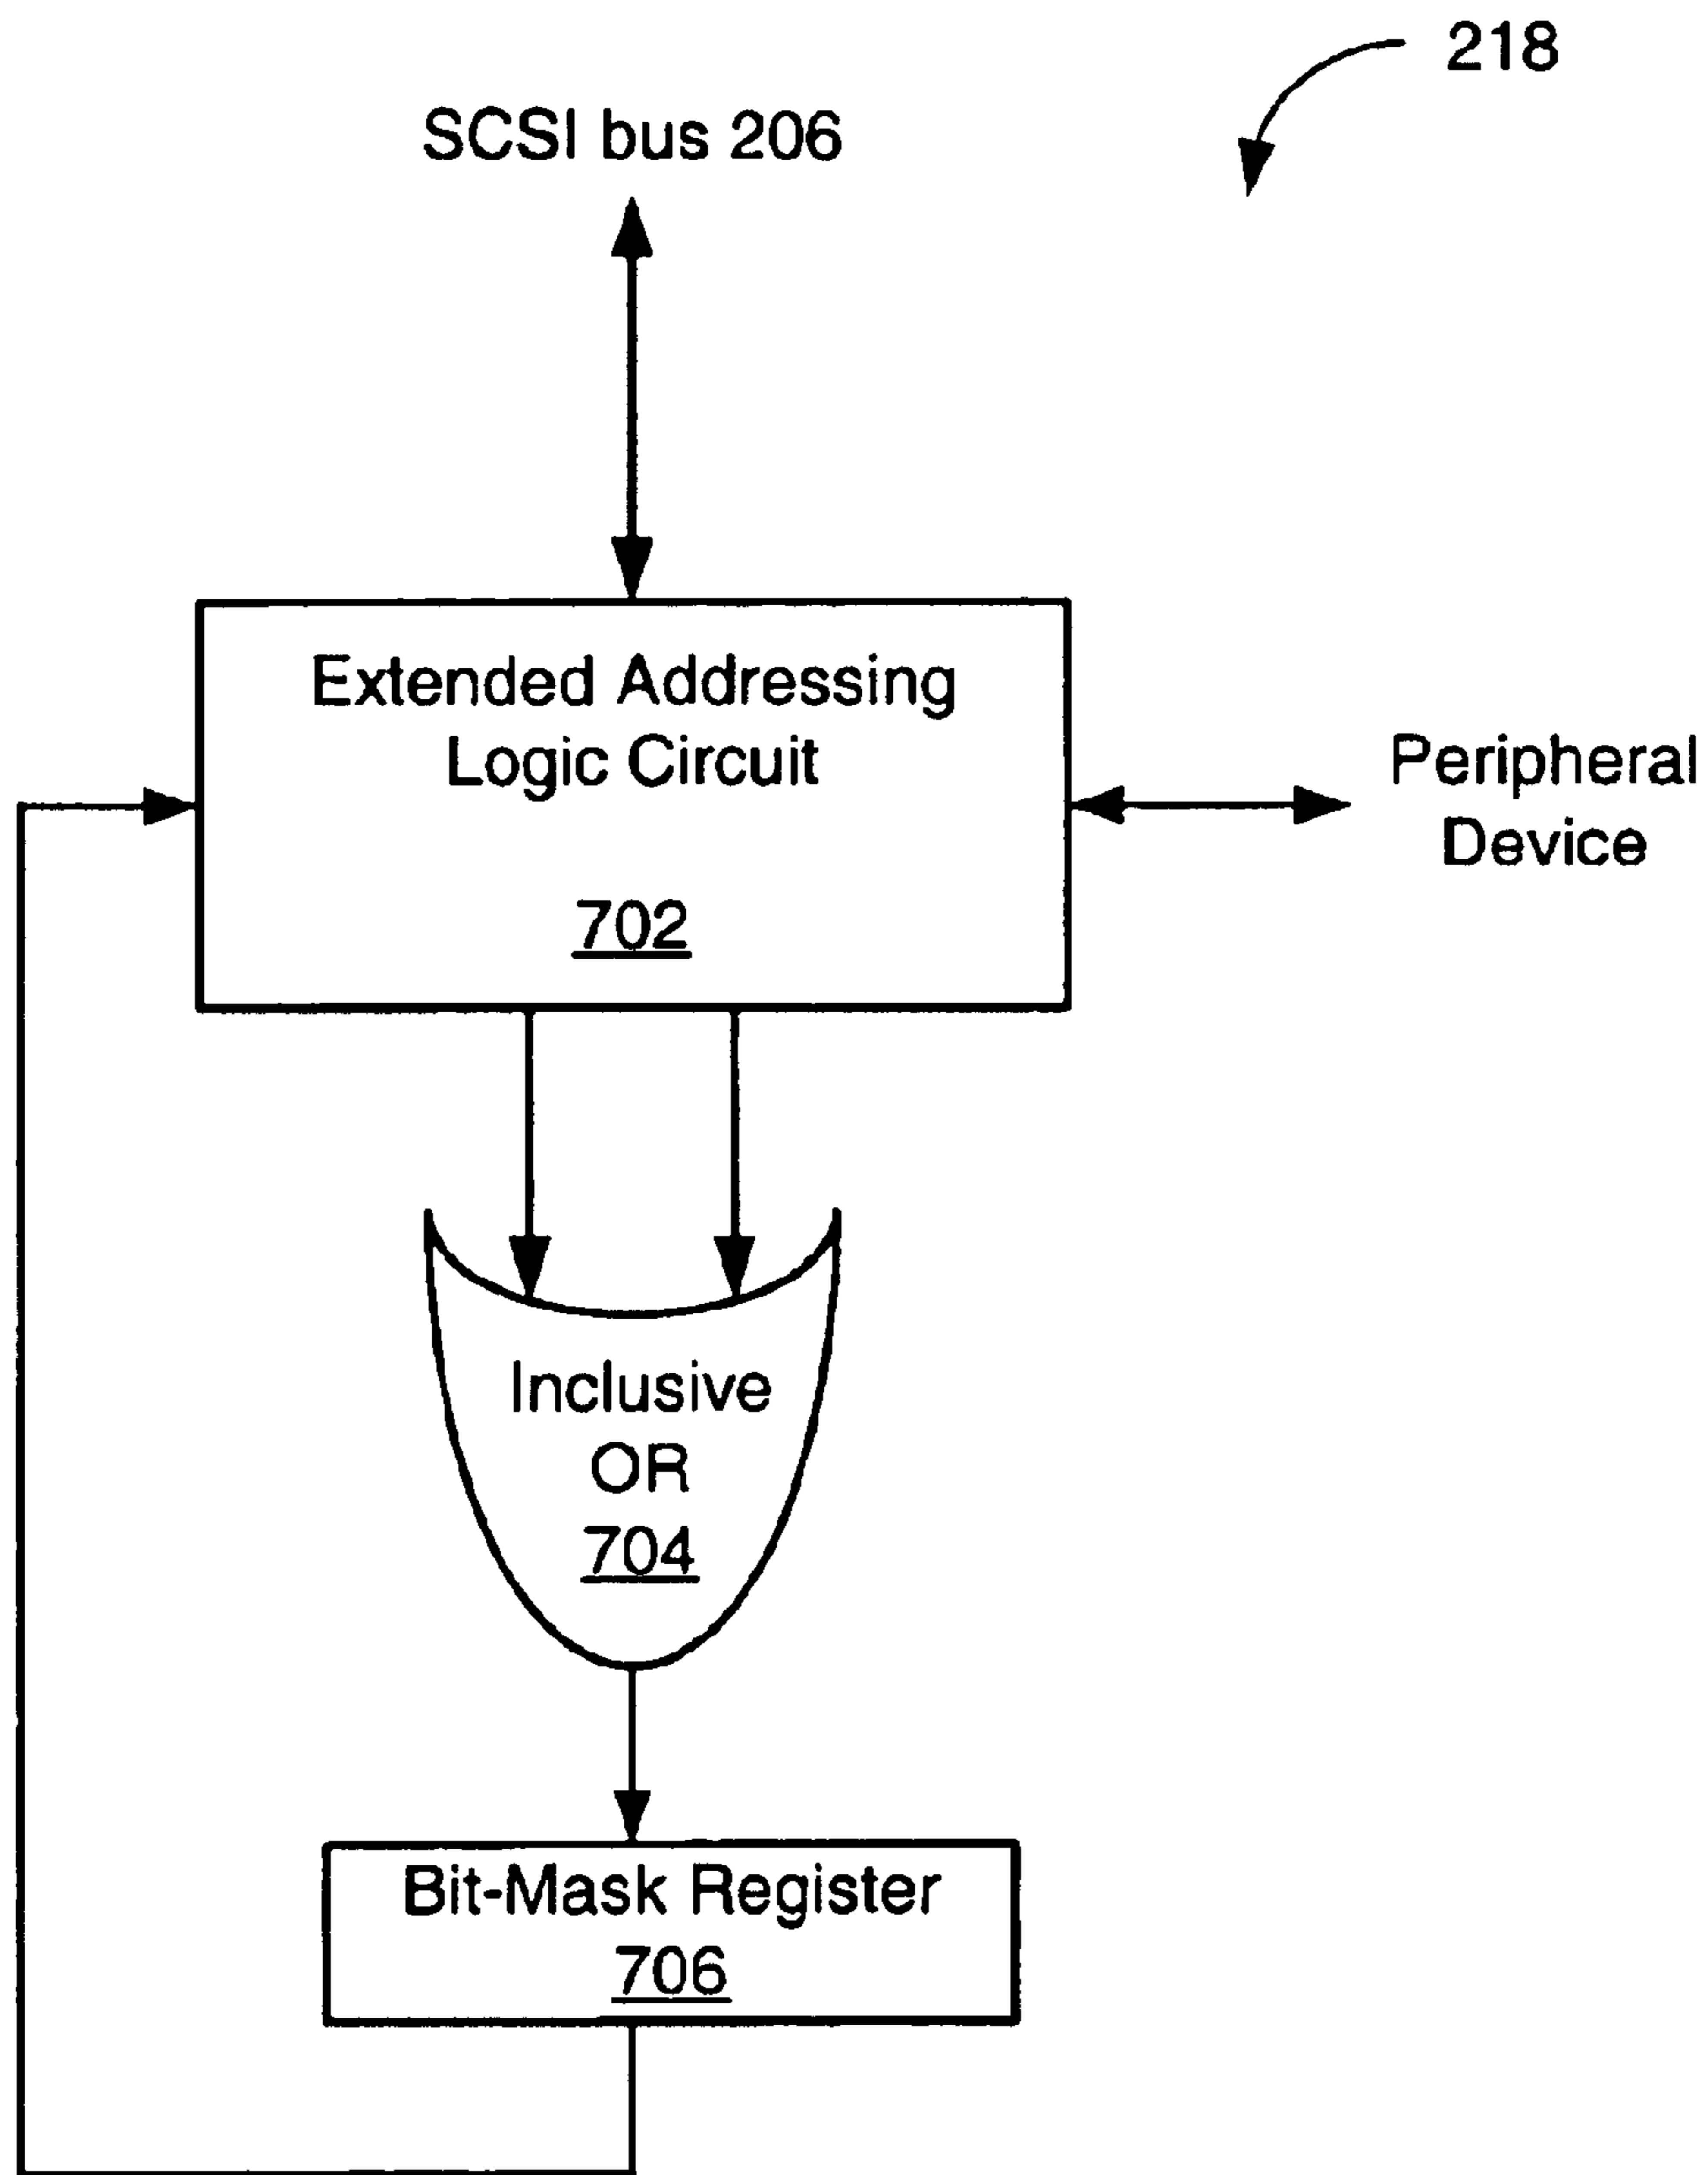 218
SCSI bus 206
Extended Addressing
Logic Circuit
702
Peripheral
Device
Inclusive
OR
704
Bit-Mask Register
706